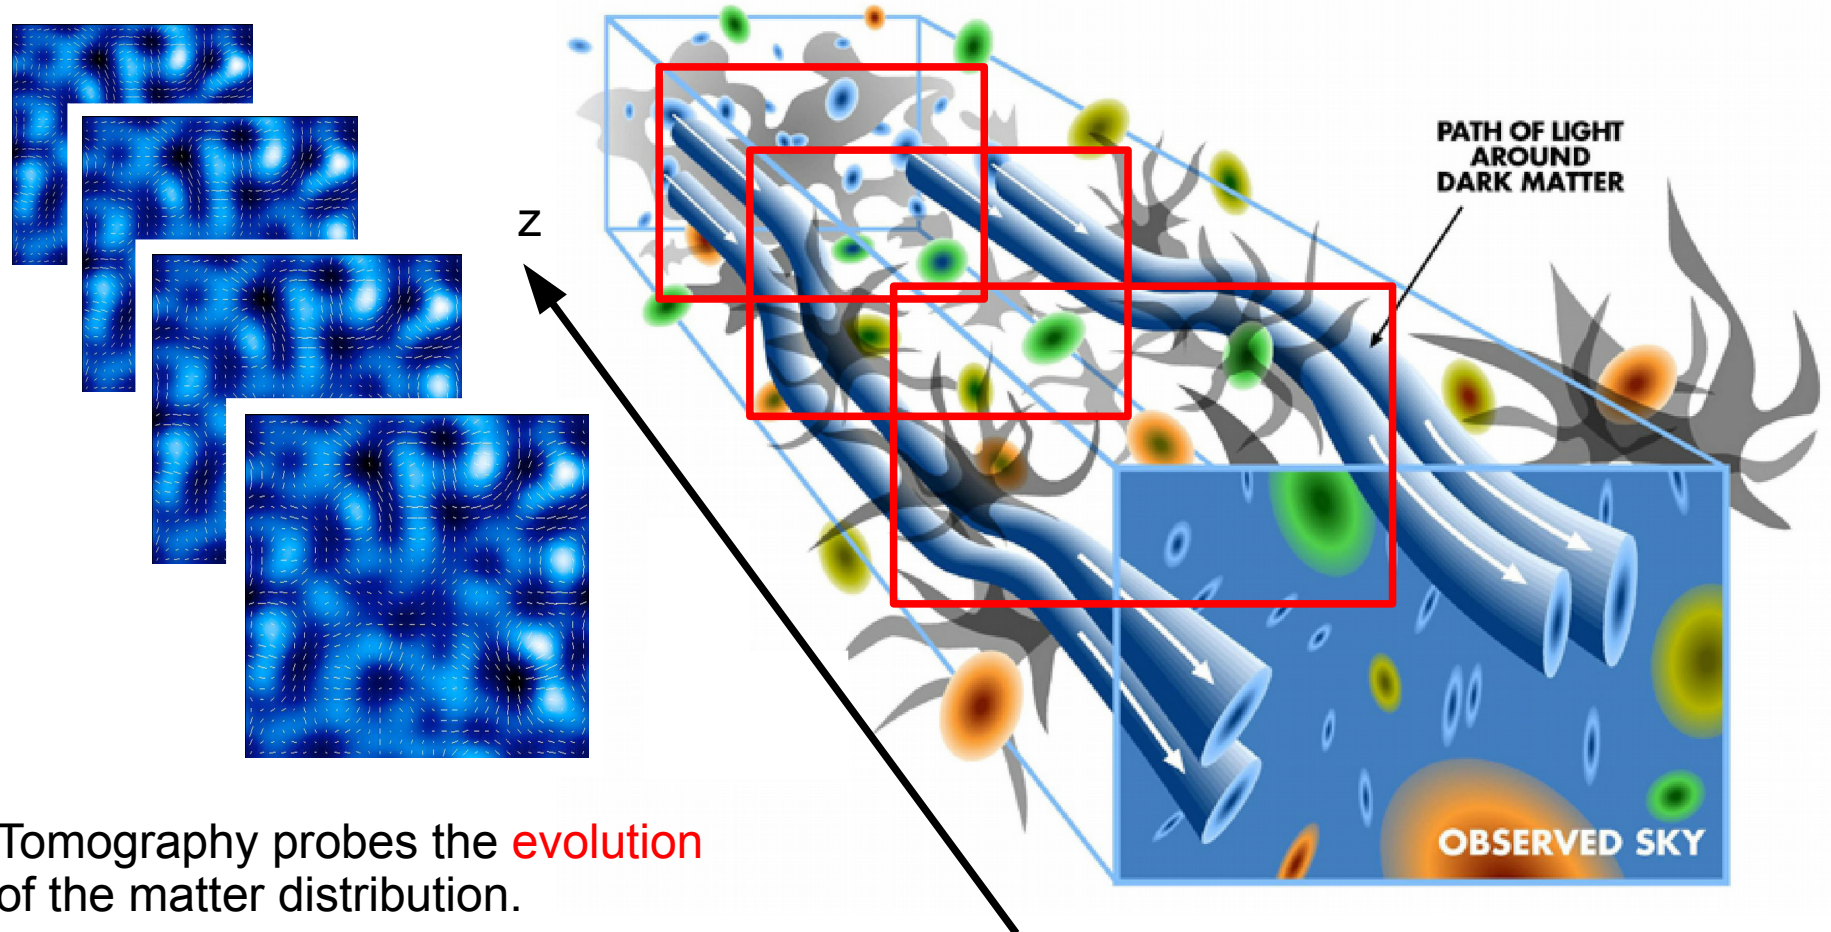 z
PATH OF LIGHT
AROUND
DARK MATTER
OBSERVED SKY
Tomography probes the evolution
of the matter distribution.